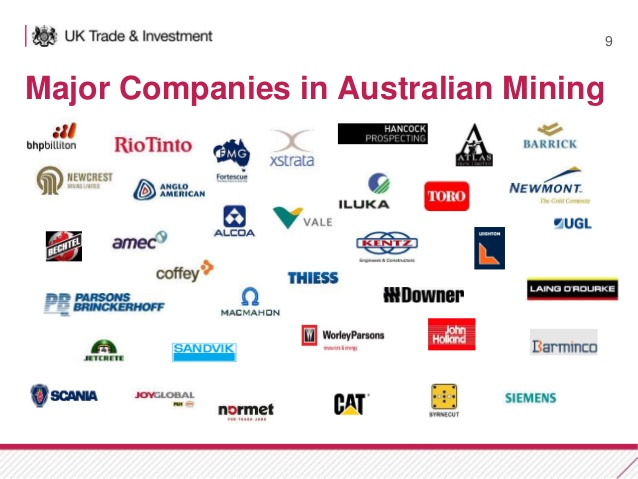 UK Trade & Investment
9
Major Companies in Australian Mining
bhpbilliton
RioTinto
FMG
Fortescue
xstrata
HANCOCK
PROSPECTING
ATLAS
BARRICK
NEWCREST
MINING LIMITED
ANGLO
AMERICAN
ALCOA
VALE
ILUKA
TORO
NEWMONT
The Gold Company
UGL
BECHTEL
amec
KENTZ
Engineers & Constructors
LEIGHTON
coffey
THIESS
Downer
LAING O'ROURKE
PB PARSONS
BRINCKERHOFF
MACMAHON
WorleyParsons
resources & energy
John
Holland
Barminco
JETCRETE
SANDVIK
SCANIA
JOYGLOBAL
normet
FOR TOUGH JOBS
CAT
BYRNECUT
SIEMENS